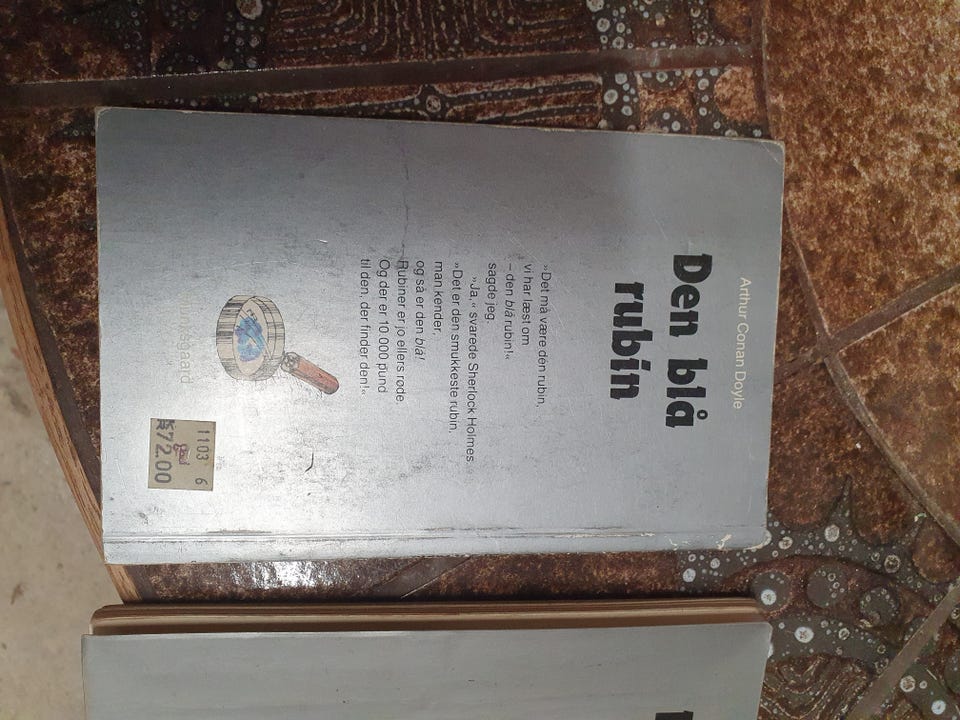 Arthur Conan Doyle
Den blå
rubin
»Det må være dén rubin,
vi har læst om
– den blå rubin!«
sagde jeg.
»Ja,« svarede Sherlock Holmes.
»Det er den smukkeste rubin,
man kender,
og så er den blå!
Rubiner er jo ellers røde.
Og der er 10.000 pund
til den, der finder den!«
1103 6
72.00